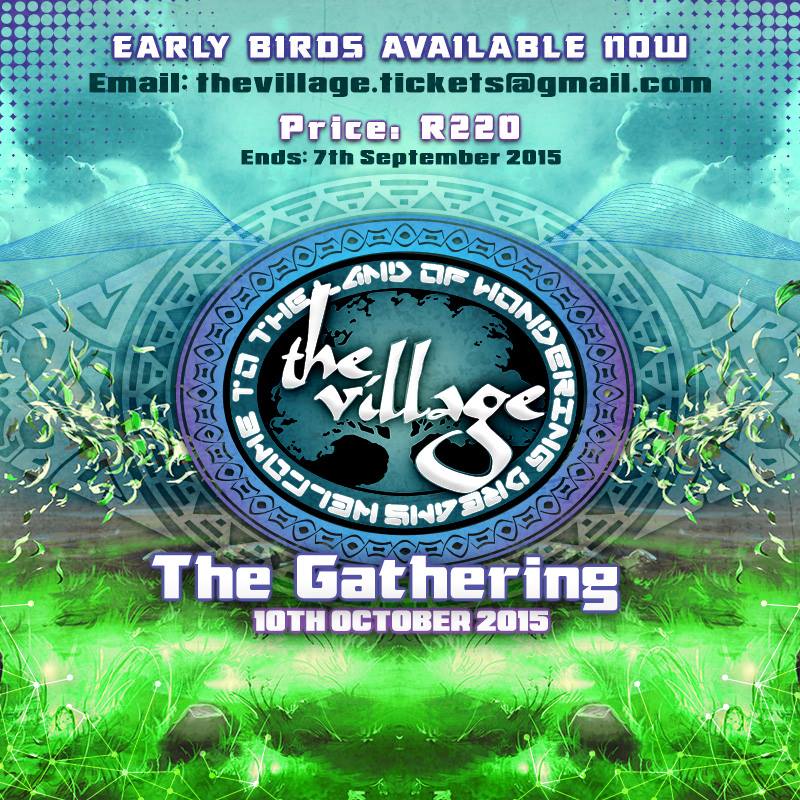 EARLY BIRDS AVAILABLE NOW
Email: thevillage.tickets@gmail.com
Price: R220
Ends: 7th September 2015
WELCOME TO THE LAND OF WONDERING DREAMS
the
village
The Gathering
10TH OCTOBER 2015